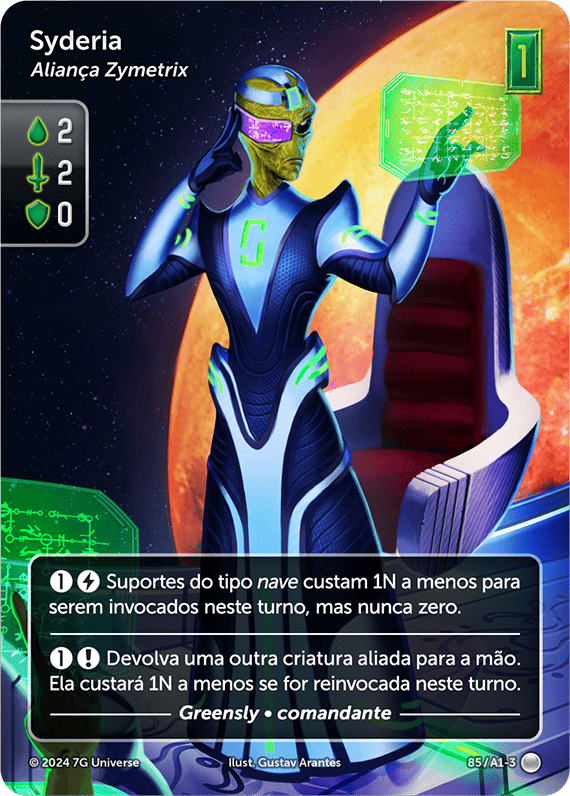 Syderia
Aliança Zymetrix
1
2
2
0
1 Suportes do tipo nave custam 1N a menos para
serem invocados neste turno, mas nunca zero.
1 ! Devolva uma outra criatura aliada para a mão.
Ela custará 1N a menos se for reinvocada neste turno.
Greensly • comandante
© 2024 7G Universe
Ilust. Gustav Arantes
85/A1-3